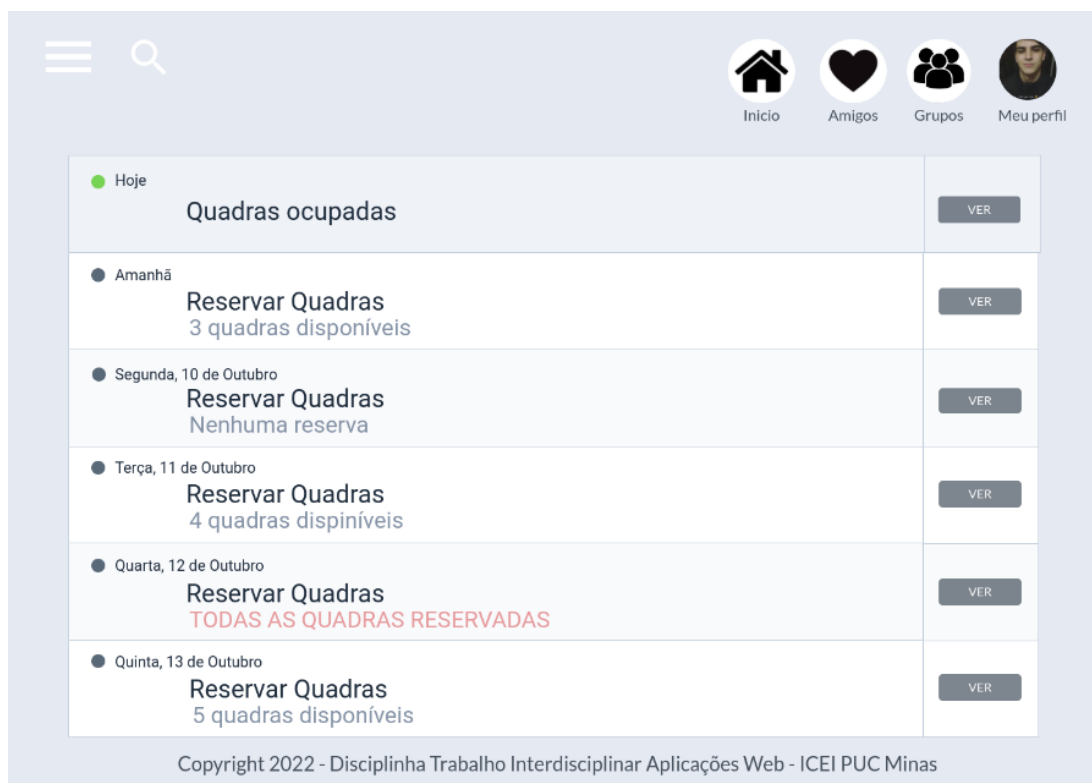 Inicio
Amigos
Grupos
Meu perfil
Hoje
Quadras ocupadas
VER
Amanhã
Reservar Quadras
3 quadras disponíveis
VER
Segunda, 10 de Outubro
Reservar Quadras
Nenhuma reserva
VER
Terça, 11 de Outubro
Reservar Quadras
4 quadras dispiníveis
VER
Quarta, 12 de Outubro
Reservar Quadras
TODAS AS QUADRAS RESERVADAS
VER
Quinta, 13 de Outubro
Reservar Quadras
5 quadras disponíveis
VER
Copyright 2022 - Disciplinha Trabalho Interdisciplinar Aplicações Web - ICEI PUC Minas